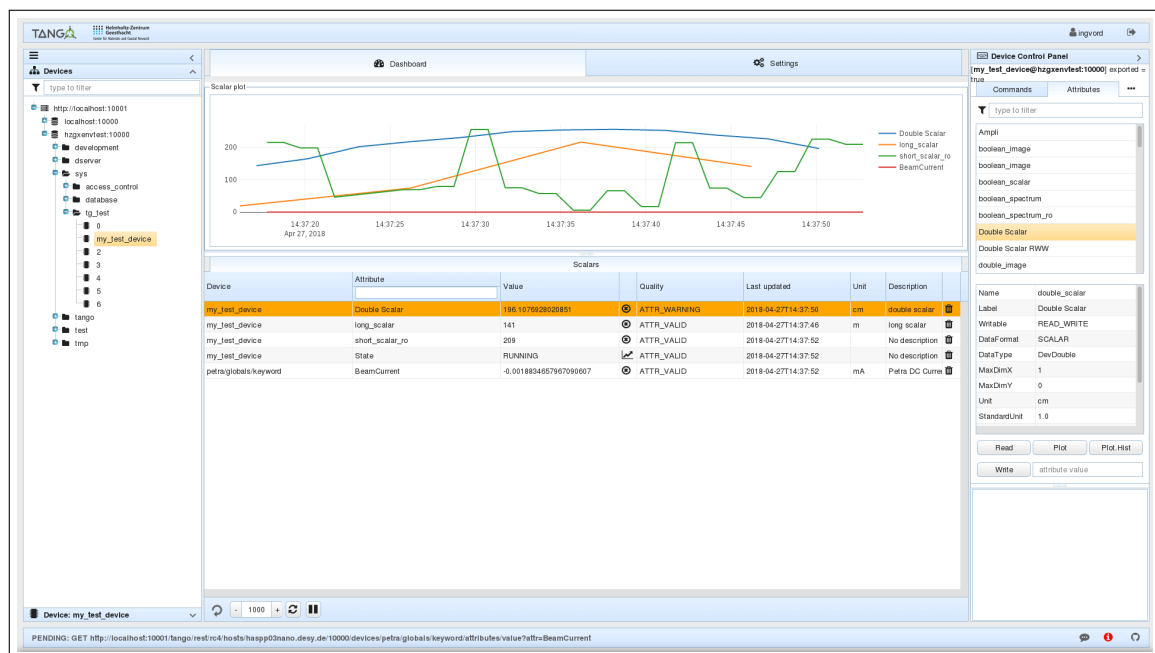 TANGO
Helmholtz-Zentrum
Geesthacht
Centre for Materials and Coastal Research
ingvord
Devices
type to filter
http://localhost:10001
localhost:10000
hzgxenvtest:10000
development
dserver
sys
access_control
database
tg_test
0
my_test_device
2
3
4
5
6
tango
test
tmp
Device: my_test_device
Dashboard
Settings
Scalar plot
200
100
0
14:37:20 14:37:25 14:37:30 14:37:35 14:37:40 14:37:45 14:37:50
Apr 27, 2018
Double Scalar
long_scalar
short_scalar_ro
BeamCurrent
Scalars
Device Attribute Value Quality Last updated Unit Description
my_test_device Double Scalar 196.1076928020851 ATTR_WARNING 2018-04-27T14:37:50 cm double scalar
my_test_device long_scalar 141 ATTR_VALID 2018-04-27T14:37:46 m long scalar
my_test_device short_scalar_ro 209 ATTR_VALID 2018-04-27T14:37:52 No description
my_test_device State RUNNING ATTR_VALID 2018-04-27T14:37:52 No description
petra/globals/keyword BeamCurrent -0.0018834657967090607 ATTR_VALID 2018-04-27T14:37:52 mA Petra DC Curre
- 1000 +
Device Control Panel
[my_test_device@hzgxenvtest:10000] exported =
true
Commands Attributes
type to filter
Ampli
boolean_image
boolean_image
boolean_scalar
boolean_spectrum
boolean_spectrum_ro
Double Scalar
Double Scalar RWW
double_image
Name double_scalar
Label Double Scalar
Writable READ_WRITE
DataFormat SCALAR
DataType DevDouble
MaxDimX 1
MaxDimY 0
Unit cm
StandardUnit 1.0
Read Plot Plot.Hist
Write attribute value
PENDING: GET http://localhost:10001/tango/rest/rc4/hosts/haspp03nano.desy.de/10000/devices/petra/globals/keyword/attributes/value?attr=BeamCurrent